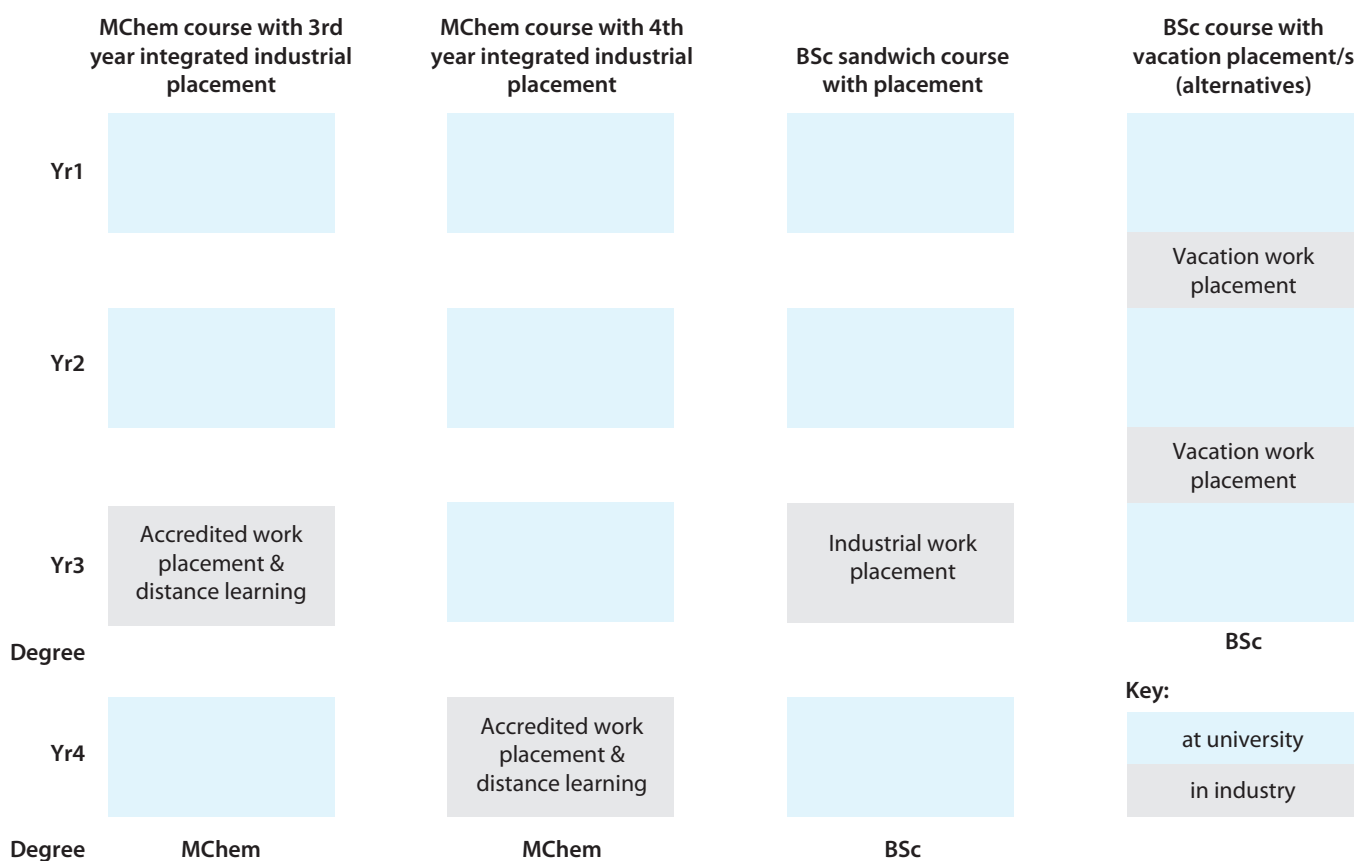 MChem course with 3rd
year integrated industrial
placement
MChem course with 4th
year integrated industrial
placement
BSc sandwich course
with placement
BSc course with
vacation placement/s
(alternatives)
Yr1
Vacation work
placement
Yr2
Vacation work
placement
Yr3
Accredited work
placement &
distance learning
Industrial work
placement
Degree
BSc
Key:
at university
in industry
Yr4
Accredited work
placement &
distance learning
Degree
MChem
MChem
BSc